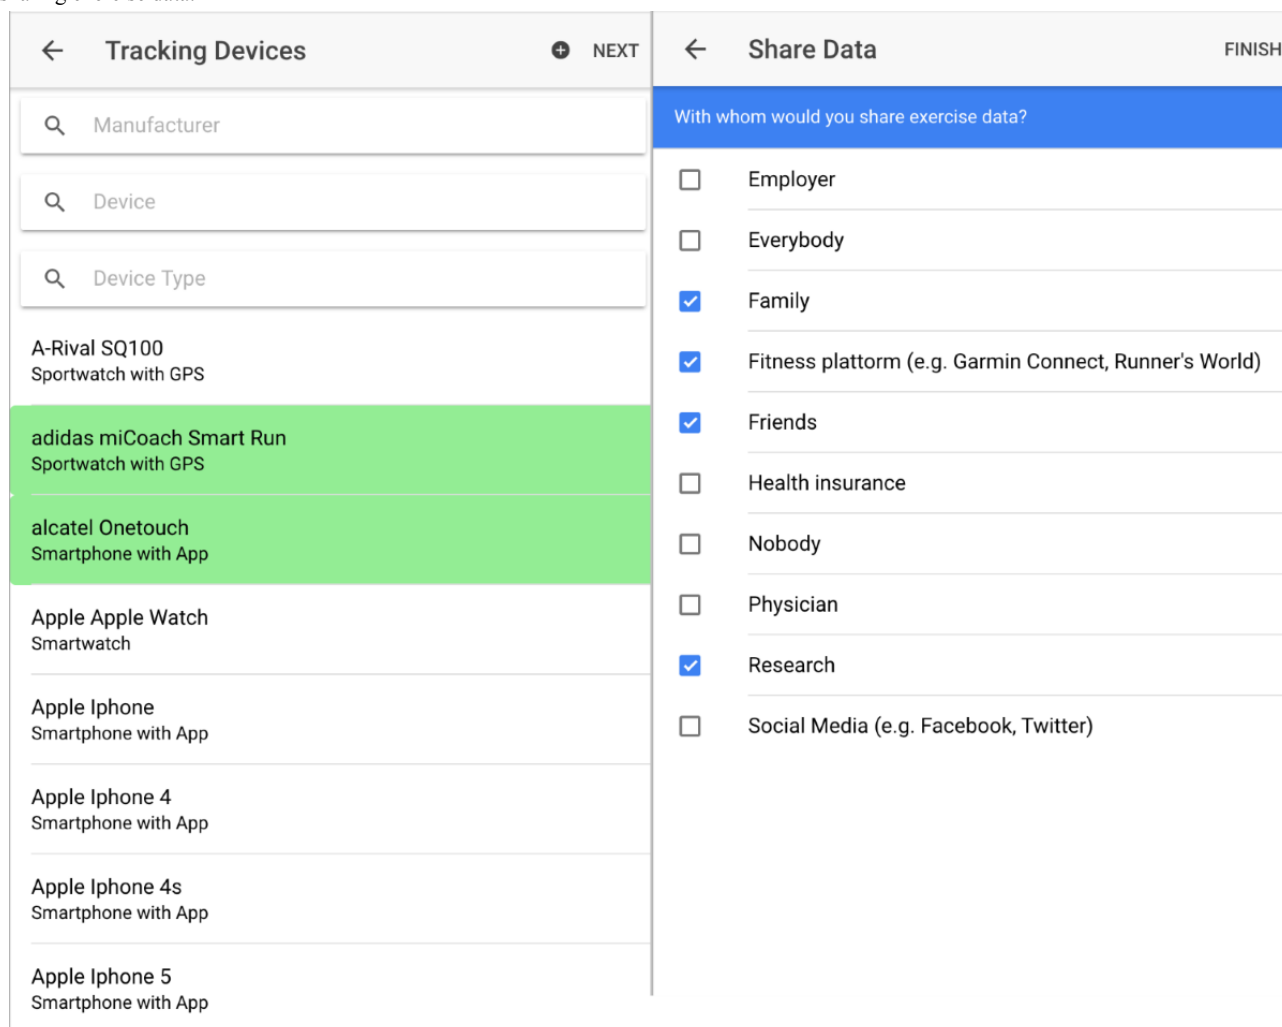 Tracking Devices
NEXT
Manufacturer
Device
Device Type
A-Rival SQ100
Sportwatch with GPS
adidas miCoach Smart Run
Sportwatch with GPS
alcatel Onetouch
Smartphone with App
Apple Apple Watch
Smartwatch
Apple Iphone
Smartphone with App
Apple Iphone 4
Smartphone with App
Apple Iphone 4s
Smartphone with App
Apple Iphone 5
Smartphone with App
Share Data
FINISH
With whom would you share exercise data?
Employer
Everybody
Family
Fitness plattorm (e.g. Garmin Connect, Runner's World)
Friends
Health insurance
Nobody
Physician
Research
Social Media (e.g. Facebook, Twitter)